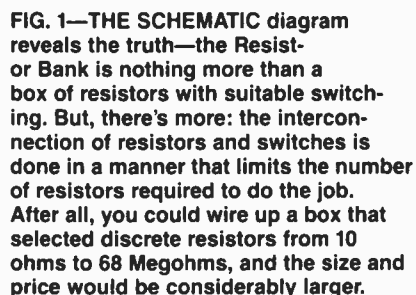 FIG. 1—THE SCHEMATIC diagram
reveals the truth—the Resist-
or Bank is nothing more than a
box of resistors with suitable switch-
ing. But, there's more: the intercon-
nection of resistors and switches is
done in a manner that limits the number
of resistors required to do the job.
After all, you could wire up a box that
selected discrete resistors from 10
ohms to 68 Megohms, and the size and
price would be considerably larger.